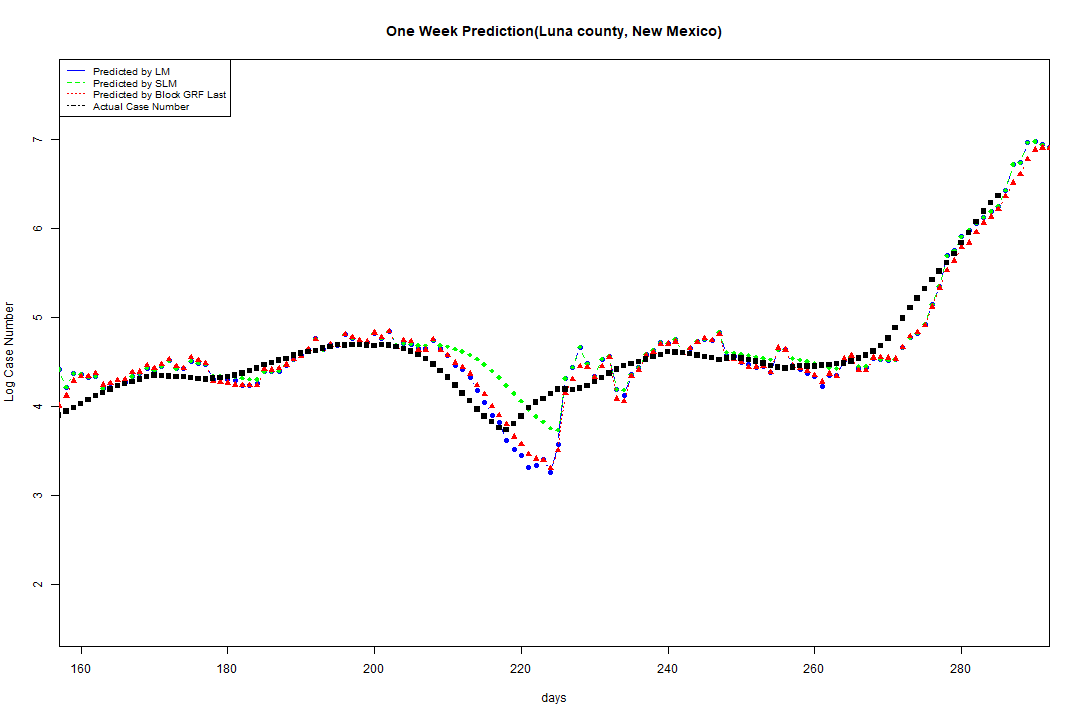 One Week Prediction(Luna county, New Mexico)
Predicted by LM
Predicted by SLM
Predicted by Block GRF Last
Actual Case Number
7
6
5
4
3
2
Log Case Number
160 180 200 220 240 260 280
days